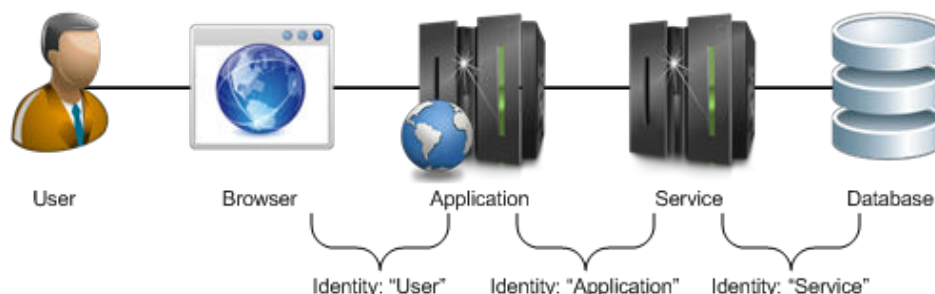 User Browser Application Service Database
Identity: “User” Identity: “Application” Identity: “Service”